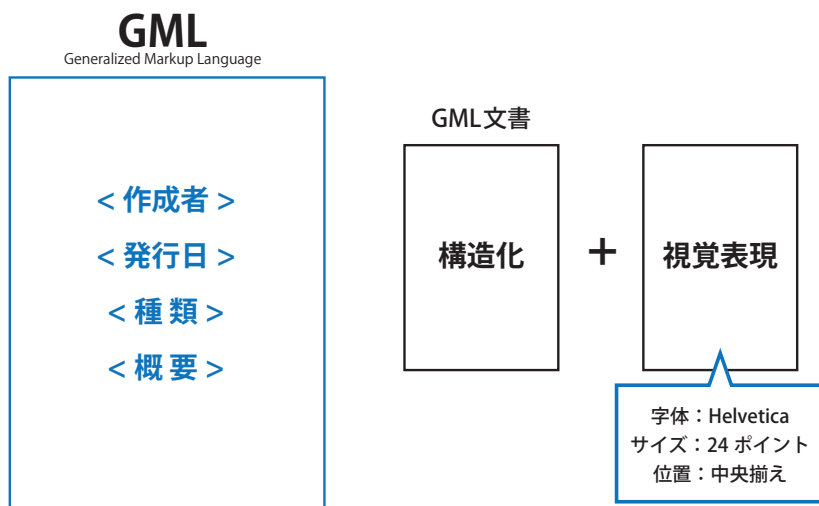 GML
Generalized Markup Language
< 作成者 >
< 発行日 >
< 種 類 >
< 概 要 >
GML文書
構造化
+
視覚表現
字体：Helvetica
サイズ：24 ポイント
位置：中央揃え